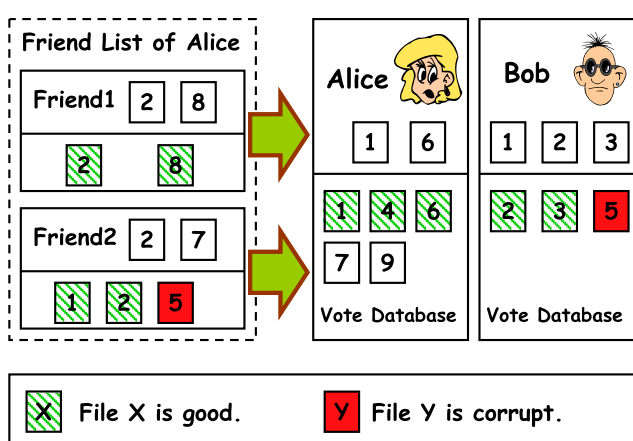 Friend List of Alice
Friend1 2 8
2 8
Friend2 2 7
1 2 5
Alice
1 6
1 4 6
7 9
Vote Database
Bob
1 2 3
2 3 5
Vote Database
X File X is good.
Y File Y is corrupt.